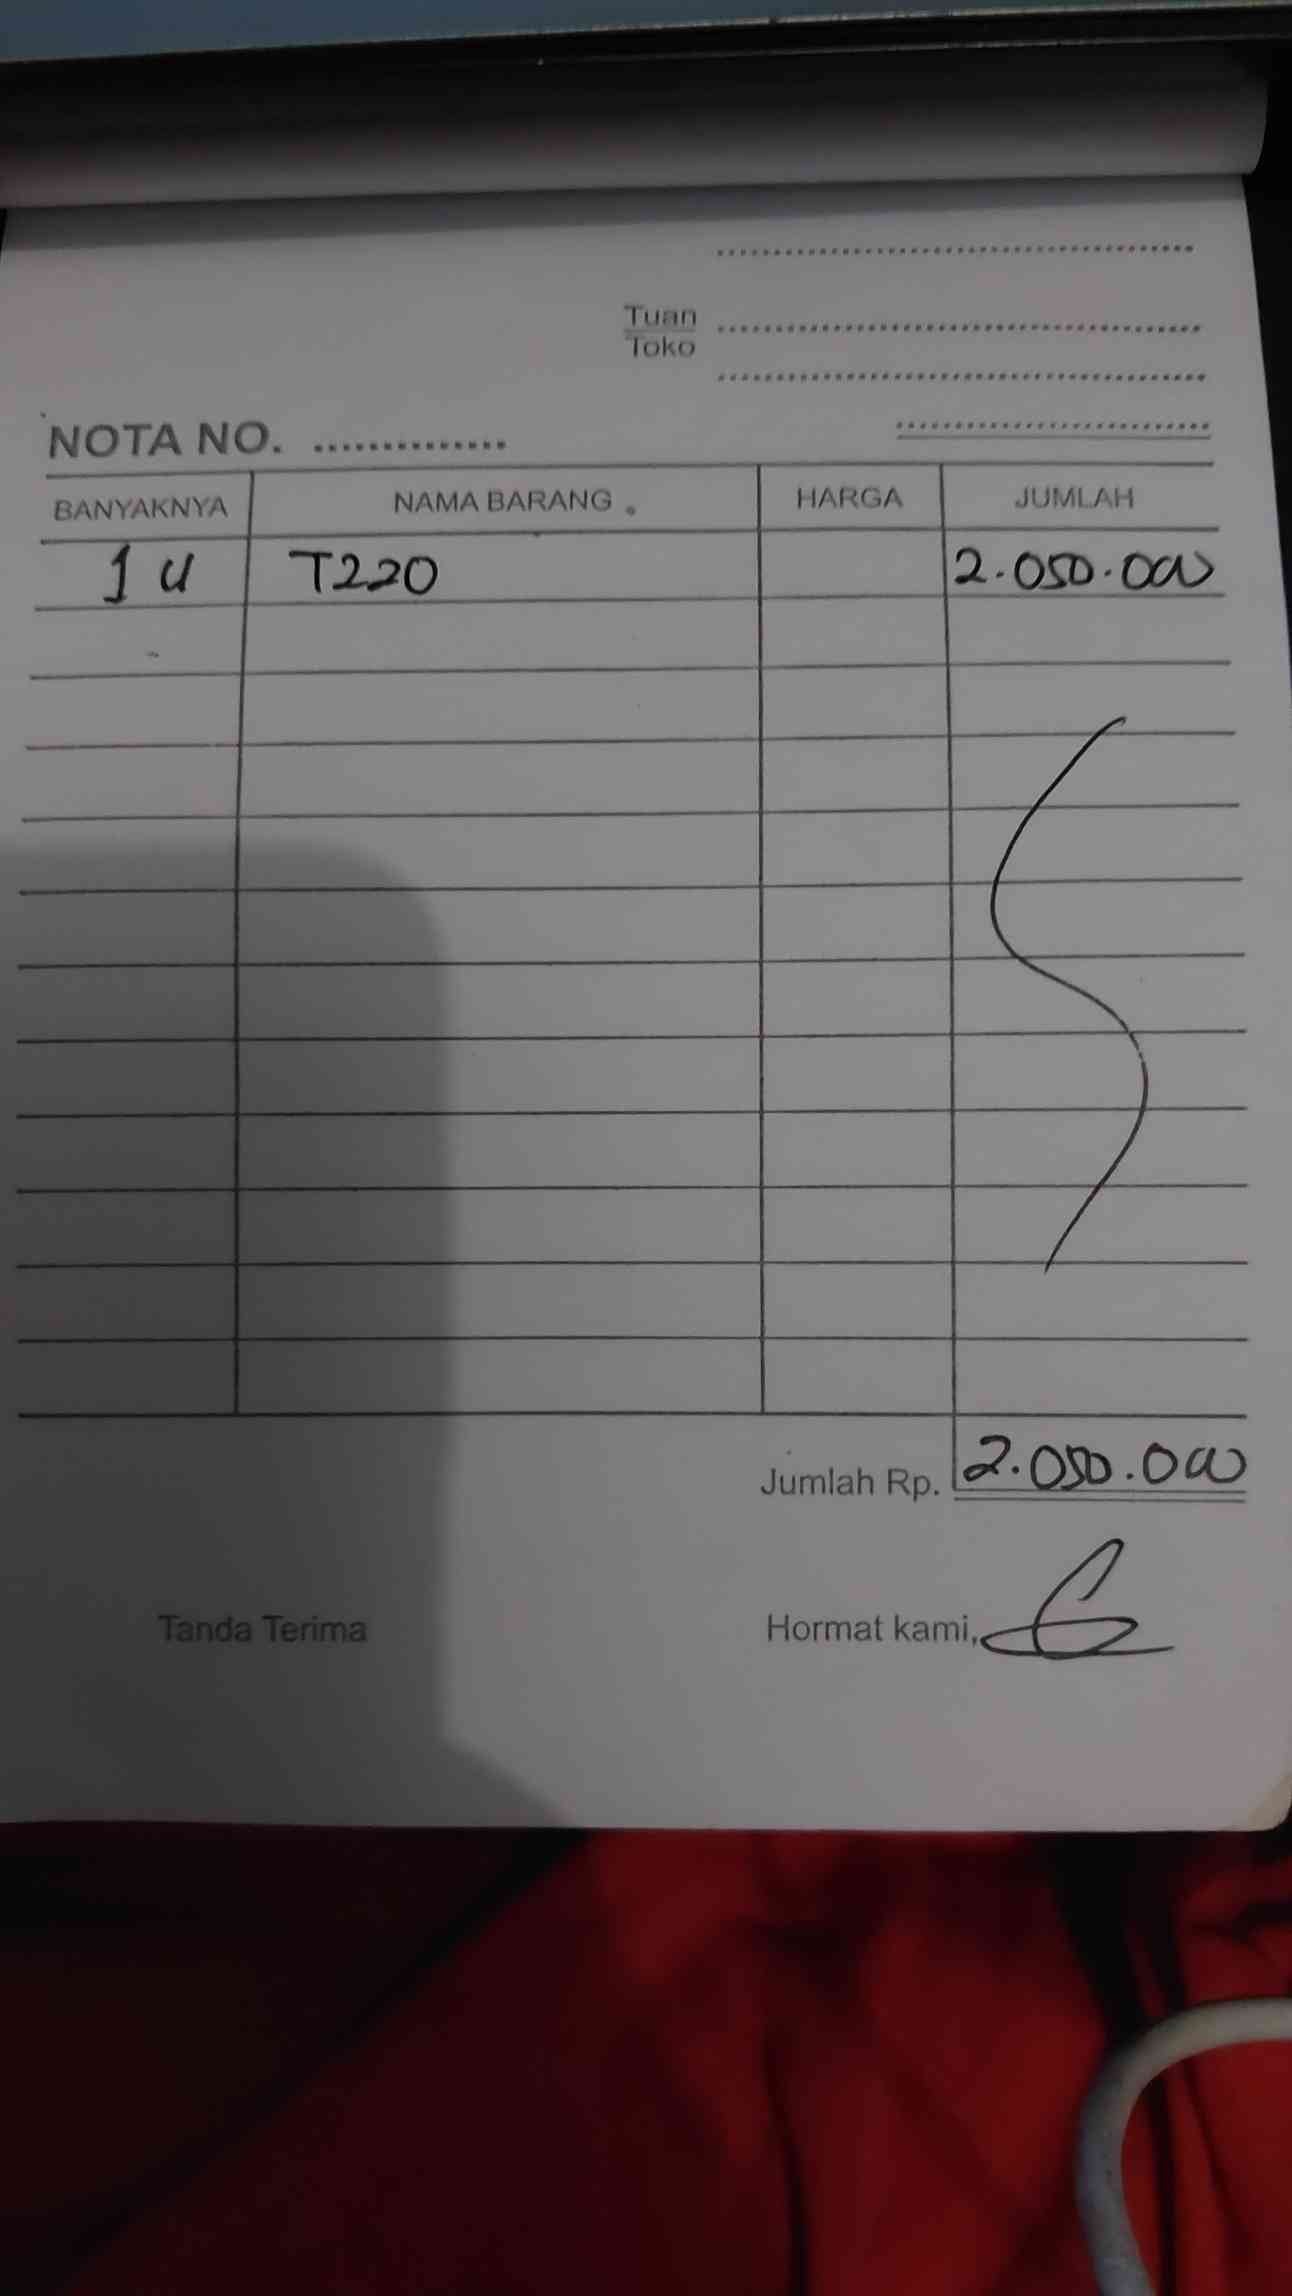 Tuan
Toko
NOTA NO. ..............
BANYAKNYA NAMA BARANG HARGA JUMLAH
1 U T220 2.050.000
Jumlah Rp. 2.050.000
Tanda Terima Hormat kami,